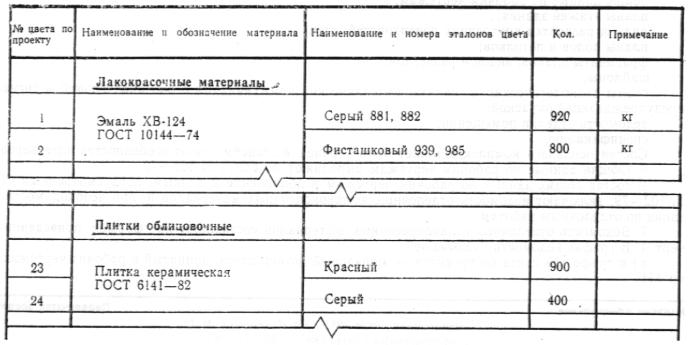 № цвета по проекту Наименование и обозначение материала Наименование и номера эталонов цвета Кол. Примечание
Лакокрасочные материалы
1 Эмаль ХВ-124 ГОСТ 10144—74 Серый 881, 882 920 кг
2 Фисташковый 939, 985 800 кг
Плитки облицовочные
23 Плитка керамическая ГОСТ 6141—82 Красный 900
24 Серый 400